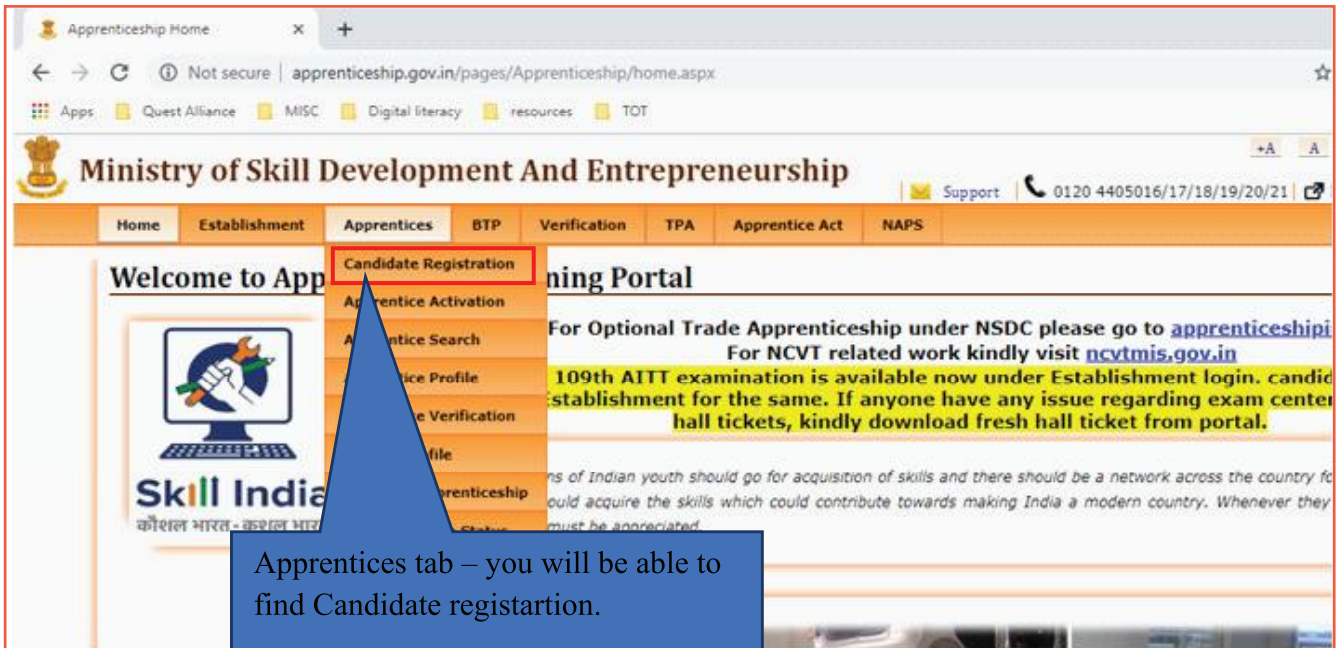 Apprenticeship Home
Not secure | apprenticeship.gov.in/pages/Apprenticeship/home.aspx
Apps Quest Alliance MISC Digital literacy resources TOT
+A A
Ministry of Skill Development And Entrepreneurship
Support 0120 4405016/17/18/19/20/21
Home Establishment Apprentices BTP Verification TPA Apprentice Act NAPS
Candidate Registration
Welcome to App ning Portal
Apprentice Activation
For Optional Trade Apprenticeship under NSDC please go to apprenticeshipi
Apprentice Search
For NCVT related work kindly visit ncvtmis.gov.in
Profile
109th AITT examination is available now under Establishment login. candid
stablishment for the same. If anyone have any issue regarding exam center
Verification
hall tickets, kindly download fresh hall ticket from portal.
file
ns of Indian youth should go for acquisition of skills and there should be a network across the country fo
Skill India
renticeship
ould acquire the skills which could contribute towards making India a modern country. Whenever they
कौशल भारत - कुशल भार
Status
must be appreciated.
Apprentices tab – you will be able to
find Candidate registartion.